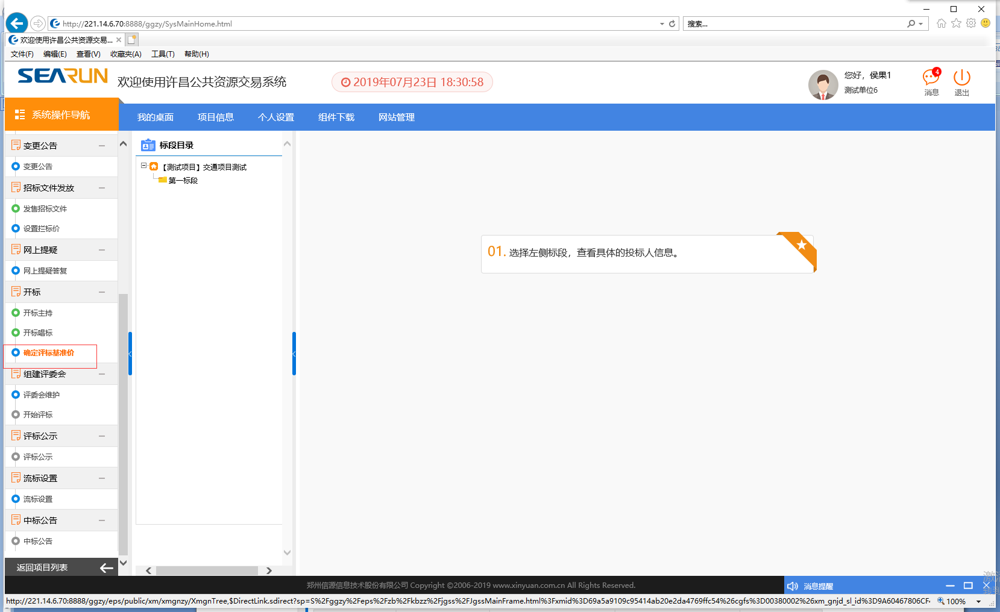 http://221.14.6.70:8888/ggzy/SysMainHome.html
搜索...
欢迎使用许昌公共资源交易...
文件(F) 编辑(E) 查看(V) 收藏夹(A) 工具(T) 帮助(H)
SEARUN
欢迎使用许昌公共资源交易系统
2019年07月23日 18:30:58
您好，侯果1
测试单位6
4
消息
退出
系统操作导航
我的桌面 项目信息 个人设置 组件下载 网站管理
变更公告
变更公告
招标文件发放
发售招标文件
设置拦标价
网上提疑
网上提疑答复
开标
开标主持
开标唱标
确定评标基准价
组建评委会
评委会维护
开始评标
评标公示
评标公示
流标设置
流标设置
中标公告
中标公告
返回项目列表
标段目录
【测试项目】交通项目测试
第一标段
01. 选择左侧标段，查看具体的投标人信息。
郑州信源信息技术股份有限公司 Copyright ©2006-2019 www.xinyuan.com.cn All Rights Reserved.
消息提醒
http://221.14.6.70:8888/ggzy/eps/public/xm/xmgnzy/XmgnTree,$DirectLink.sdirect?sp=S%2Fggzy%2Feps%2Fzb%2Fkbzz%2Fjgss%2FJgssMainFrame.html%3Fxmid%3D69a5a9109c95414ab20e2da4769ffc54%26cgfs%3D00380002%26xm_gnjd_sl_id%3D9A60467806CF
100%